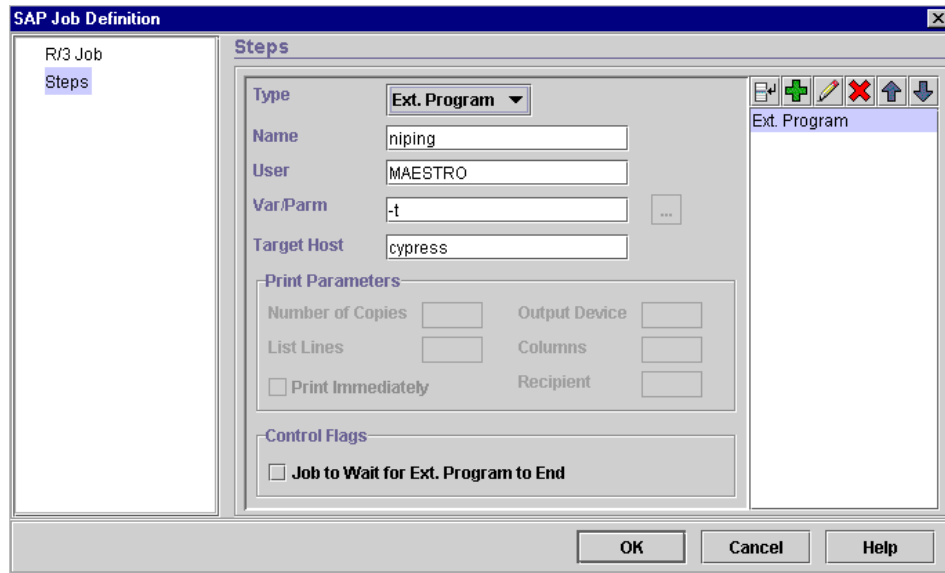 SAP Job Definition
R/3 Job
Steps
Steps
Type
Ext. Program
Name
niping
User
MAESTRO
Var/Parm
-t
...
Target Host
cypress
Print Parameters
Number of Copies
Output Device
List Lines
Columns
Print Immediately
Recipient
Control Flags
Job to Wait for Ext. Program to End
Ext. Program
OK
Cancel
Help